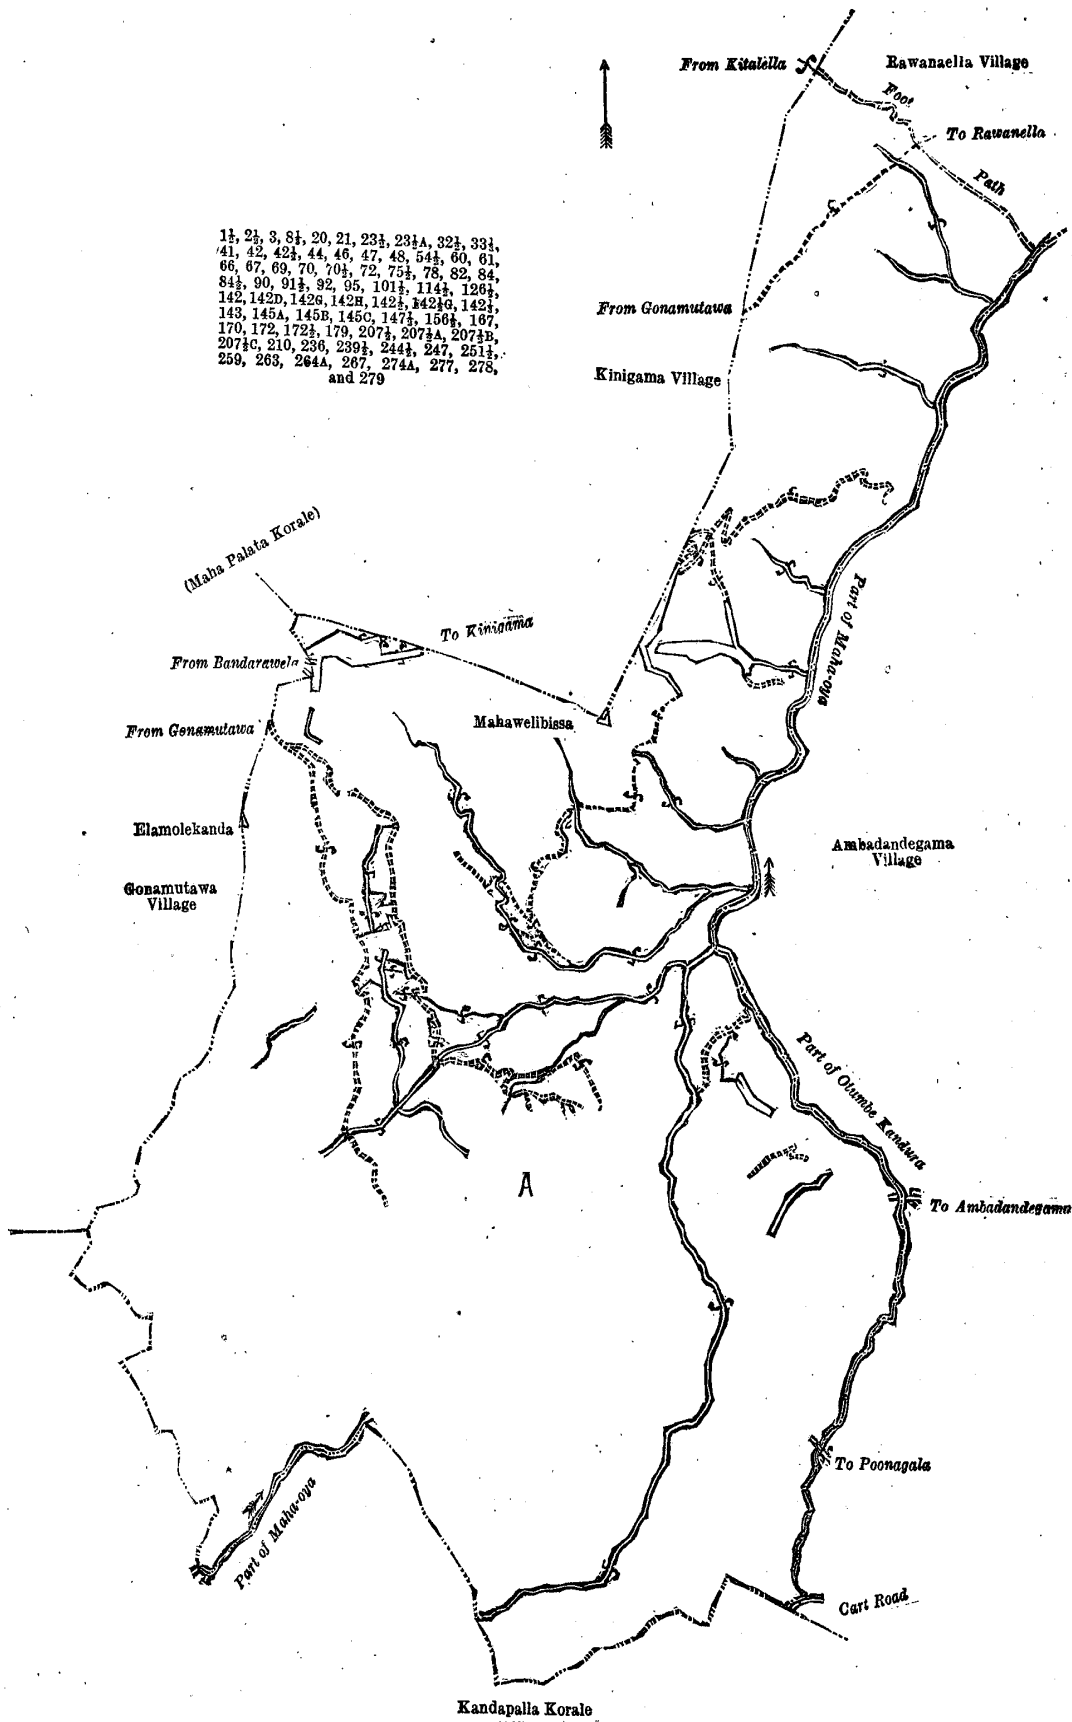 From Kitalella
Rawanaella Village
Foot
To Rawanella
Path
1½, 2½, 3, 8½, 20, 21, 23½, 23½A, 32½, 33½,
41, 42, 42½, 44, 46, 47, 48, 54½, 60, 61,
66, 67, 69, 70, 70½, 72, 75½, 78, 82, 84,
84½, 90, 91½, 92, 95, 101½, 114½, 126½,
142, 142D, 142G, 142H, 142½, 142½G, 142½,
143, 145A, 145B, 145C, 147½, 156½, 167,
170, 172, 172½, 179, 207½, 207½A, 207½B,
207½C, 210, 236, 239½, 244½, 247, 251½,
259, 263, 264A, 267, 274A, 277, 278,
and 279
From Gonamutawa
Kinigama Village
(Maha Palata Korale)
Part of Maha-oya
To Kinigama
From Bandarawela
From Gonamutawa
Mahawelibissa
Elamolekanda
Ambadandegama
Village
Gonamutawa
Village
Part of Otumbe Kandura
A
To Ambadandegama
To Poonagala
Part of Maha-oya
Cart Road
Kandapalla Korale